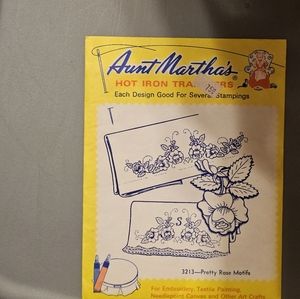 Aunt Martha's®
HOT IRON TRANSFERS
75¢
Each Design Good For Several Stampings
S
3213—Pretty Rose Motifs
For Embroidery, Textile Painting,
Needlepoint Canvas and Other Art Crafts